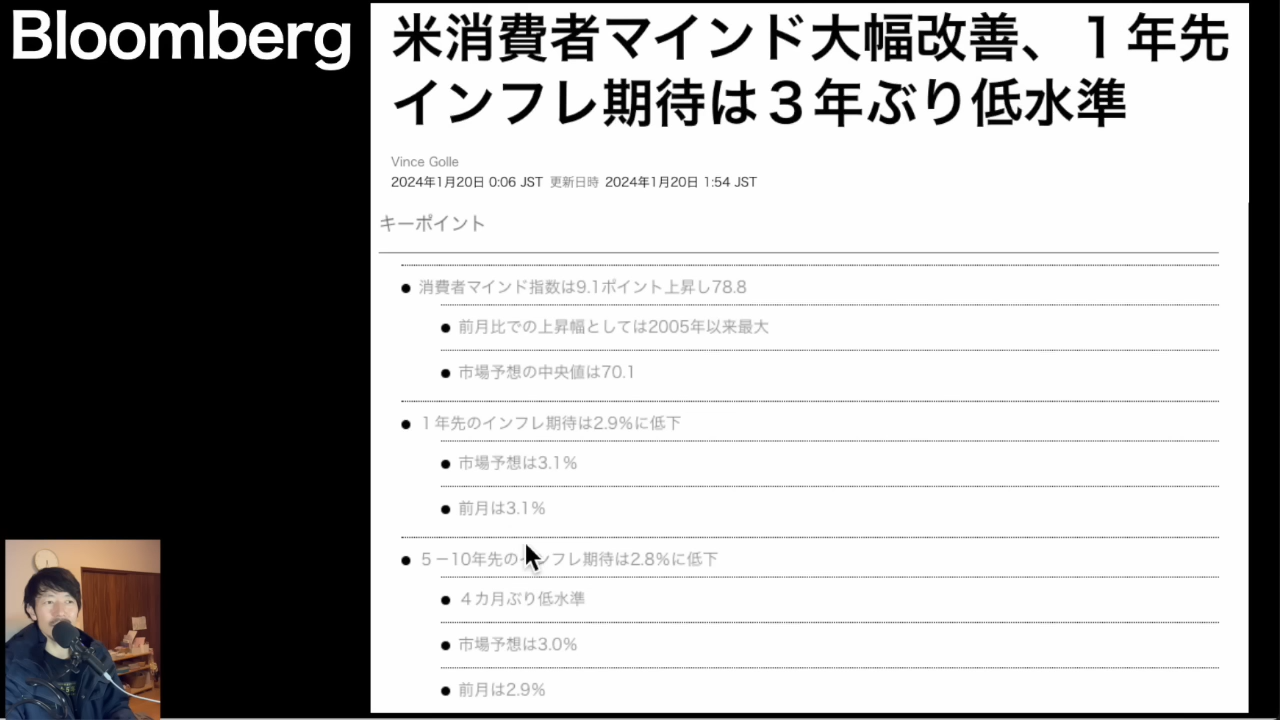 Bloomberg
米消費者マインド大幅改善、１年先
インフレ期待は３年ぶり低水準
Vince Golle
2024年1月20日 0:06 JST 更新日時 2024年1月20日 1:54 JST
キーポイント
消費者マインド指数は9.1ポイント上昇し78.8
前月比での上昇幅としては2005年以来最大
市場予想の中央値は70.1
１年先のインフレ期待は2.9%に低下
市場予想は3.1%
前月は3.1%
５－10年先のインフレ期待は2.8%に低下
４カ月ぶり低水準
市場予想は3.0%
前月は2.9%